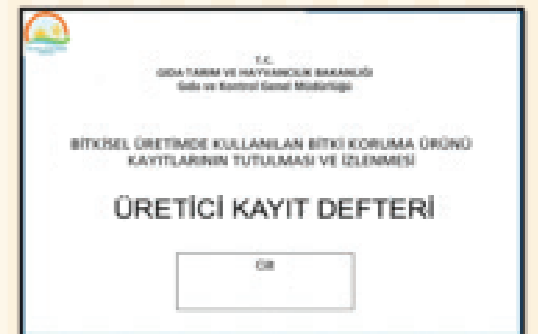 T.C.
GIDA TARIM VE HAYVANCILIK BAKANLIĞI
Gıda ve Kontrol Genel Müdürlüğü
BİTKİSEL ÜRETİMDE KULLANILAN BİTKİ KORUMA ÜRÜNÜ
KAYITLARININ TUTULMASI VE İZLENMESİ
ÜRETİCİ KAYIT DEFTERİ